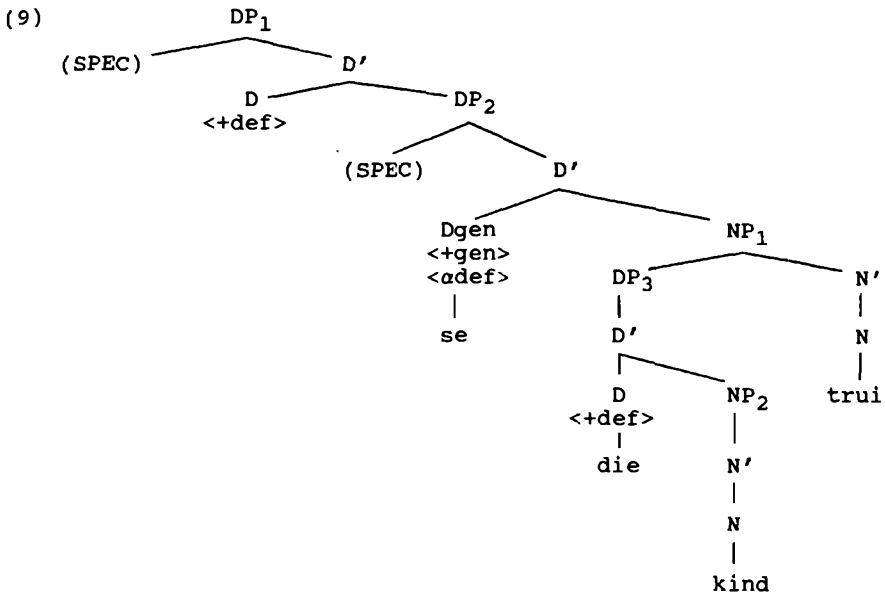 (9) DP1
(SPEC) D'
D DP2
<+def>
(SPEC) D'
Dgen NP1
<+gen>
<αdef> DP3 N'
se D' N
D NP2 trui
<+def>
die N'
N
kind